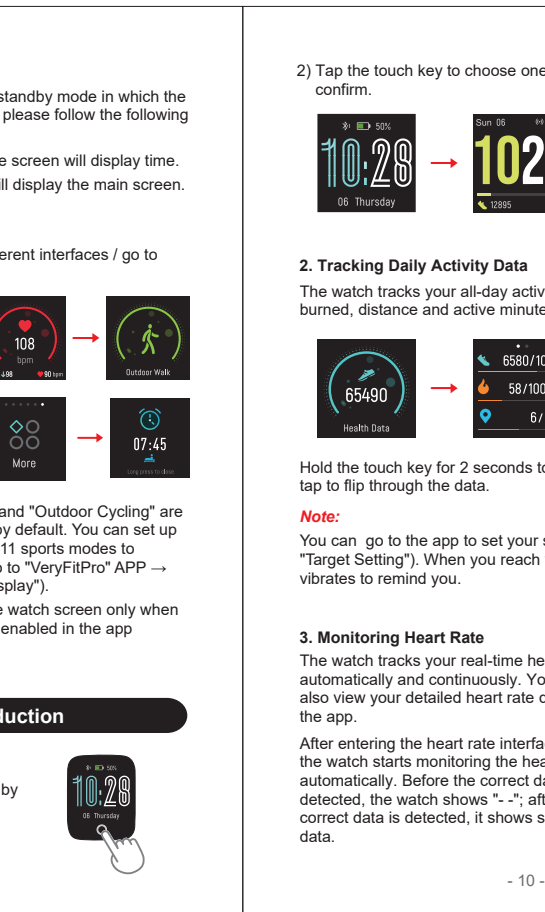 standby mode in which the
please follow the following
e screen will display time.
ll display the main screen.
erent interfaces / go to
108
bpm
98
90 bpm
Outdoor Walk
More
07:45
Long press to close
and "Outdoor Cycling" are
by default. You can set up
11 sports modes to
o to "VeryFitPro" APP →
splay").
e watch screen only when
enabled in the app
duction
by
50%
10:28
06 Thursday
2) Tap the touch key to choose one
confirm.
50%
10:28
06 Thursday
Sun 06
102
12895
2. Tracking Daily Activity Data
The watch tracks your all-day activ
burned, distance and active minute
65490
Health Data
6580/10
58/100
6/
Hold the touch key for 2 seconds to
tap to flip through the data.
Note:
You can go to the app to set your s
"Target Setting"). When you reach
vibrates to remind you.
3. Monitoring Heart Rate
The watch tracks your real-time he
automatically and continuously. Yo
also view your detailed heart rate d
the app.
After entering the heart rate interfa
the watch starts monitoring the hea
automatically. Before the correct da
detected, the watch shows "- -"; aft
correct data is detected, it shows s
data.
- 10 -